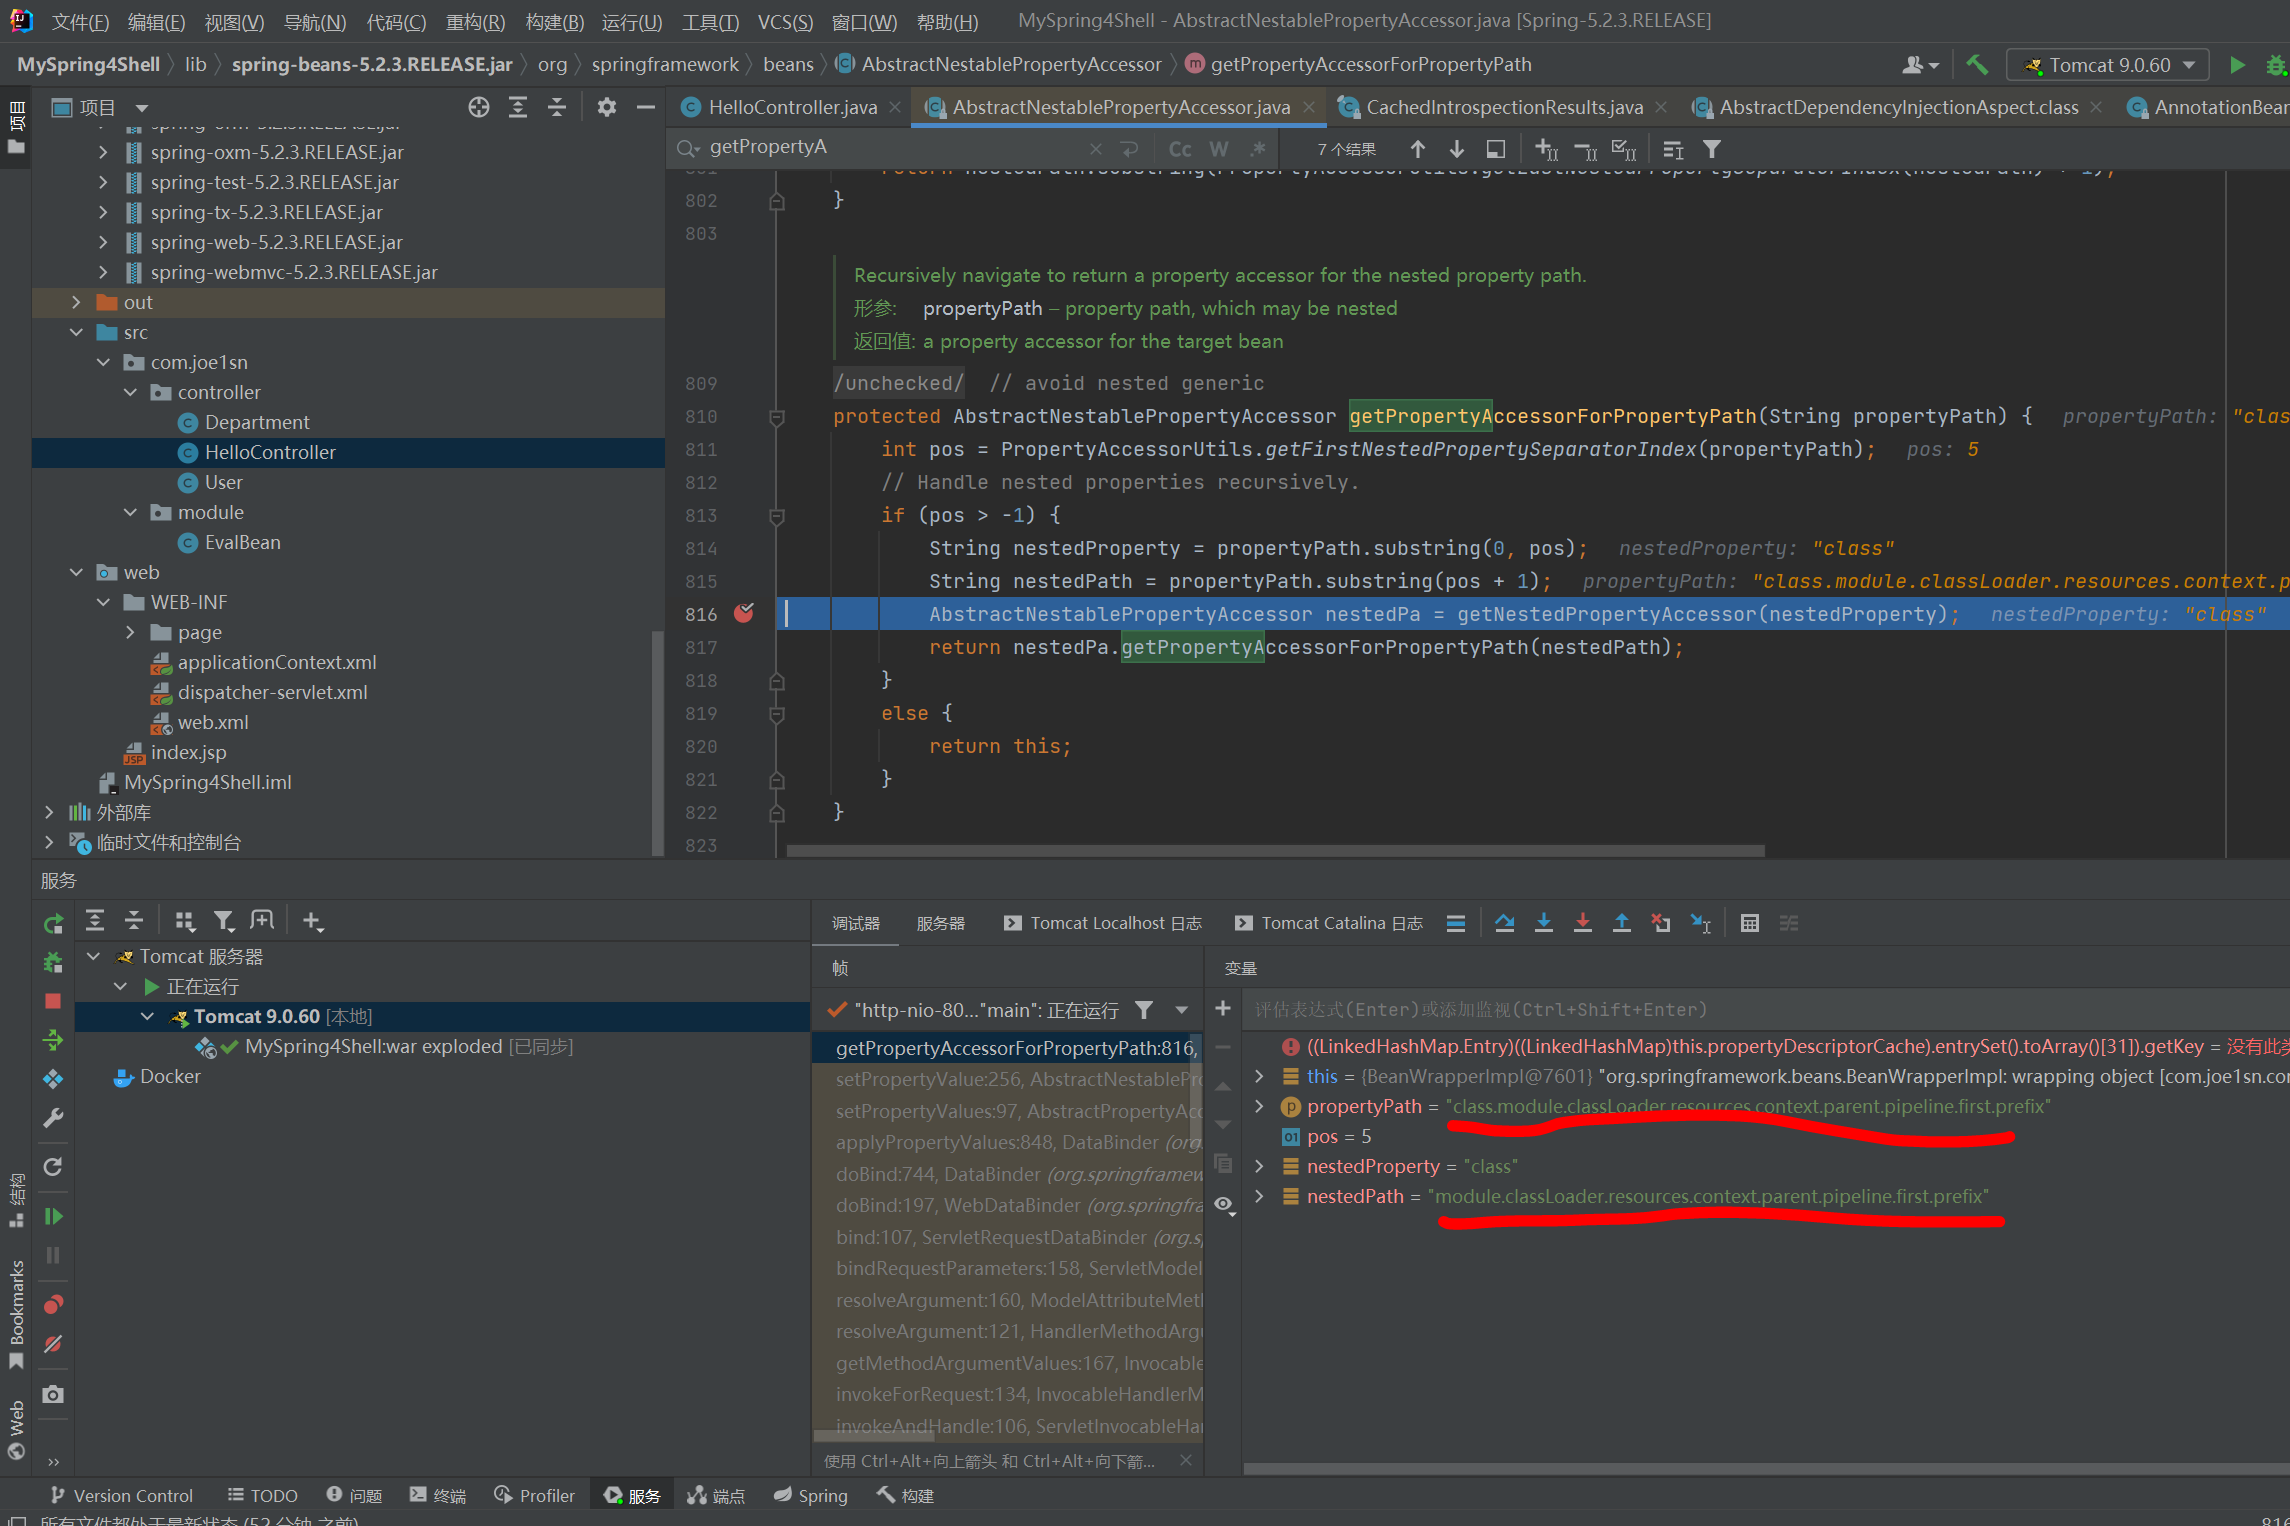 文件(F) 编辑(E) 视图(V) 导航(N) 代码(C) 重构(R) 构建(B) 运行(U) 工具(T) VCS(S) 窗口(W) 帮助(H) MySpring4Shell - AbstractNestablePropertyAccessor.java [Spring-5.2.3.RELEASE]
MySpring4Shell lib spring-beans-5.2.3.RELEASE.jar org springframework beans AbstractNestablePropertyAccessor getPropertyAccessorForPropertyPath Tomcat 9.0.60
项目
项目
HelloController.java AbstractNestablePropertyAccessor.java CachedIntrospectionResults.java AbstractDependencyInjectionAspect.class AnnotationBear
getPropertyA Cc W .* 7 个结果
spring-oxm-5.2.3.RELEASE.jar
spring-test-5.2.3.RELEASE.jar
spring-tx-5.2.3.RELEASE.jar
spring-web-5.2.3.RELEASE.jar
spring-webmvc-5.2.3.RELEASE.jar
out
src
com.joe1sn
controller
Department
HelloController
User
module
EvalBean
web
WEB-INF
page
applicationContext.xml
dispatcher-servlet.xml
web.xml
index.jsp
MySpring4Shell.iml
外部库
临时文件和控制台
802 }
803
Recursively navigate to return a property accessor for the nested property path.
形参: propertyPath – property path, which may be nested
返回值: a property accessor for the target bean
809 /unchecked/ // avoid nested generic
810 protected AbstractNestablePropertyAccessor getPropertyAccessorForPropertyPath(String propertyPath) { propertyPath: "clas
811 int pos = PropertyAccessorUtils.getFirstNestedPropertySeparatorIndex(propertyPath); pos: 5
812 // Handle nested properties recursively.
813 if (pos > -1) {
814 String nestedProperty = propertyPath.substring(0, pos); nestedProperty: "class"
815 String nestedPath = propertyPath.substring(pos + 1); propertyPath: "class.module.classLoader.resources.context.p
816 AbstractNestablePropertyAccessor nestedPa = getNestedPropertyAccessor(nestedProperty); nestedProperty: "class"
817 return nestedPa.getPropertyAccessorForPropertyPath(nestedPath);
818 }
819 else {
820 return this;
821 }
822 }
823
服务
Tomcat 服务器
正在运行
Tomcat 9.0.60 [本地]
MySpring4Shell:war exploded [已同步]
Docker
调试器 服务器 Tomcat Localhost 日志 Tomcat Catalina 日志
帧
"http-nio-80..."main": 正在运行
getPropertyAccessorForPropertyPath:816,
setPropertyValue:256, AbstractNestablePr
setPropertyValues:97, AbstractPropertyAcc
applyPropertyValues:848, DataBinder (org.
doBind:744, DataBinder (org.springframew
doBind:197, WebDataBinder (org.springfra
bind:107, ServletRequestDataBinder (org.s
bindRequestParameters:158, ServletModel
resolveArgument:160, ModelAttributeMet
resolveArgument:121, HandlerMethodArg
getMethodArgumentValues:167, Invocable
invokeForRequest:134, InvocableHandlerM
invokeAndHandle:106, ServletInvocableHa
使用 Ctrl+Alt+向上箭头 和 Ctrl+Alt+向下箭...
变量
评估表达式(Enter)或添加监视(Ctrl+Shift+Enter)
((LinkedHashMap.Entry)((LinkedHashMap)this.propertyDescriptorCache).entrySet().toArray()[31]).getKey = 没有此类
this = {BeanWrapperImpl@7601} "org.springframework.beans.BeanWrapperImpl: wrapping object [com.joe1sn.cor
propertyPath = "class.module.classLoader.resources.context.parent.pipeline.first.prefix"
pos = 5
nestedProperty = "class"
nestedPath = "module.classLoader.resources.context.parent.pipeline.first.prefix"
结构
Bookmarks
Web
Version Control TODO 问题 终端 Profiler 服务 端点 Spring 构建
所有文件都处于最新状态 (52 分钟 之前)